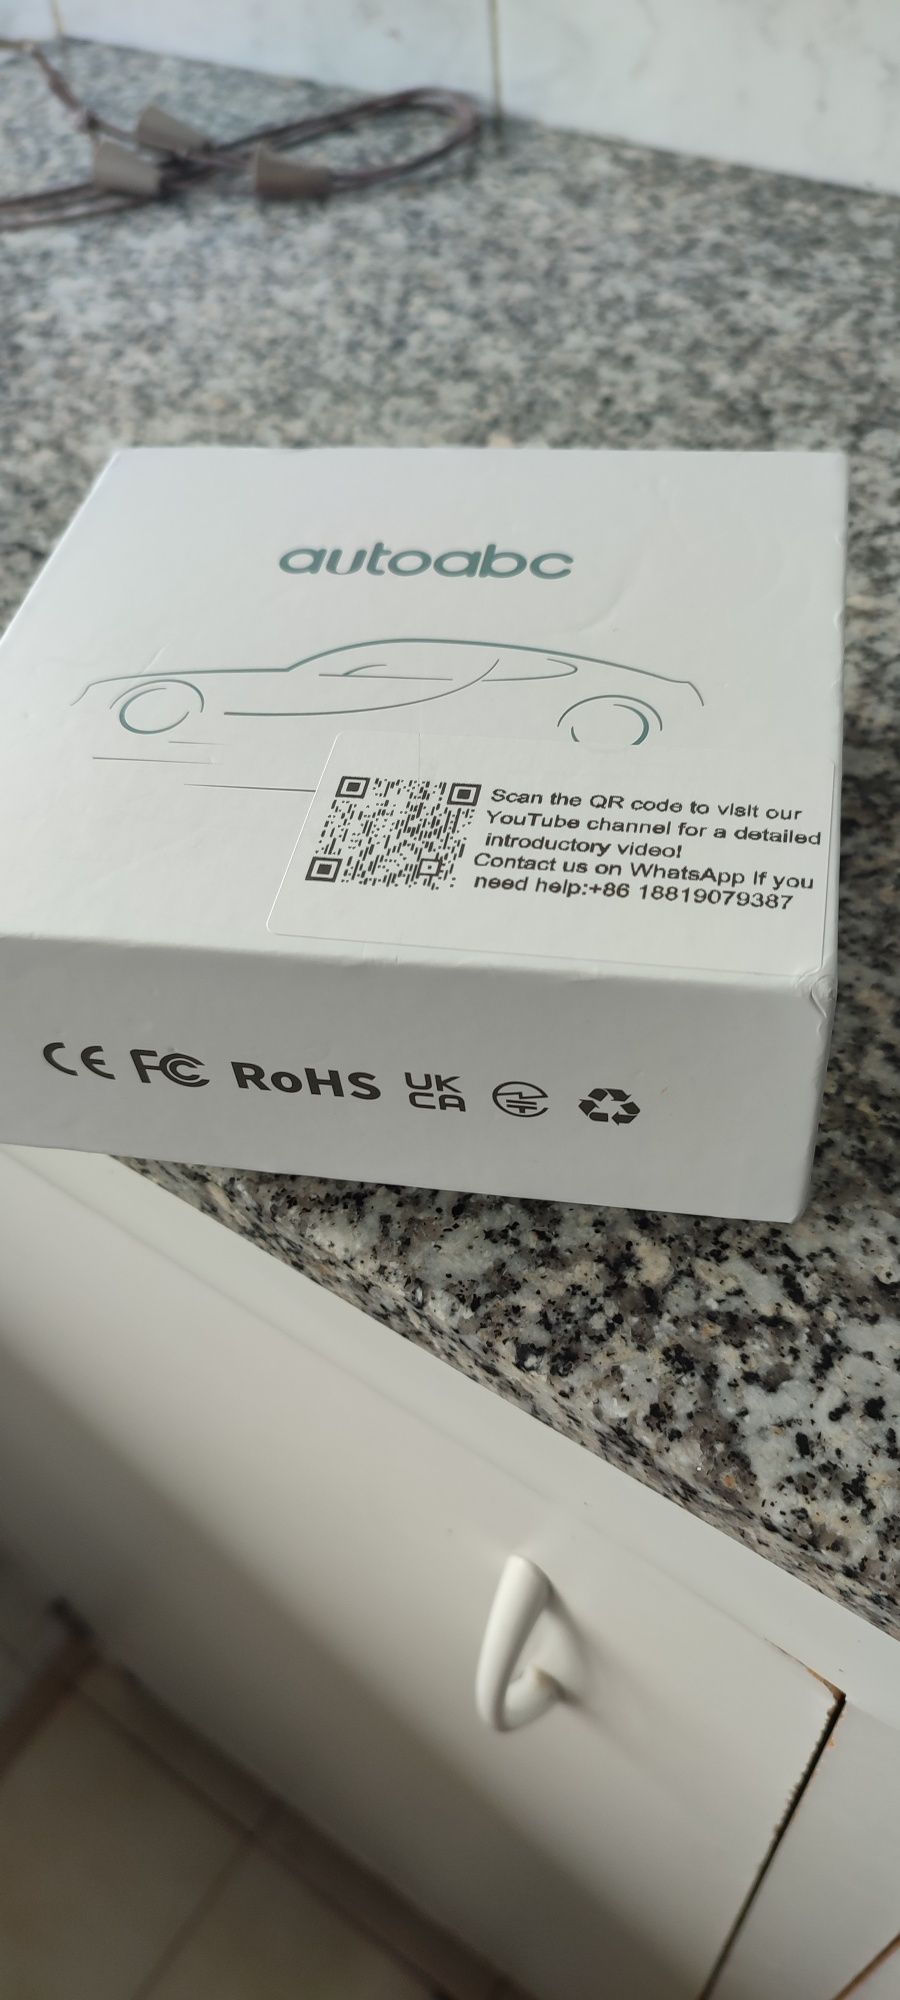 autoabc
Scan the QR code to visit our
YouTube channel for a detailed
introductory video!
Contact us on WhatsApp if you
need help:+86 18819079387
CE FC RoHS UK
CA